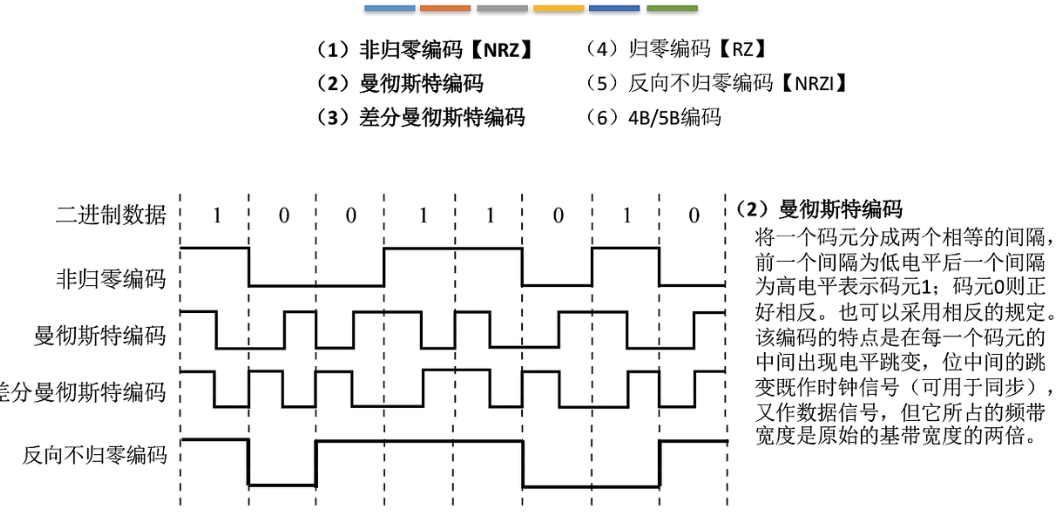 （1）非归零编码【NRZ】
（2）曼彻斯特编码
（3）差分曼彻斯特编码
（4）归零编码【RZ】
（5）反向不归零编码【NRZI】
（6）4B/5B编码
二进制数据 1 0 0 1 1 0 1 0
非归零编码
曼彻斯特编码
差分曼彻斯特编码
反向不归零编码
（2）曼彻斯特编码
将一个码元分成两个相等的间隔，
前一个间隔为低电平后一个间隔
为高电平表示码元1；码元0则正
好相反。也可以采用相反的规定。
该编码的特点是在每一个码元的
中间出现电平跳变，位中间的跳
变既作时钟信号（可用于同步），
又作数据信号，但它所占的频带
宽度是原始的基带宽度的两倍。